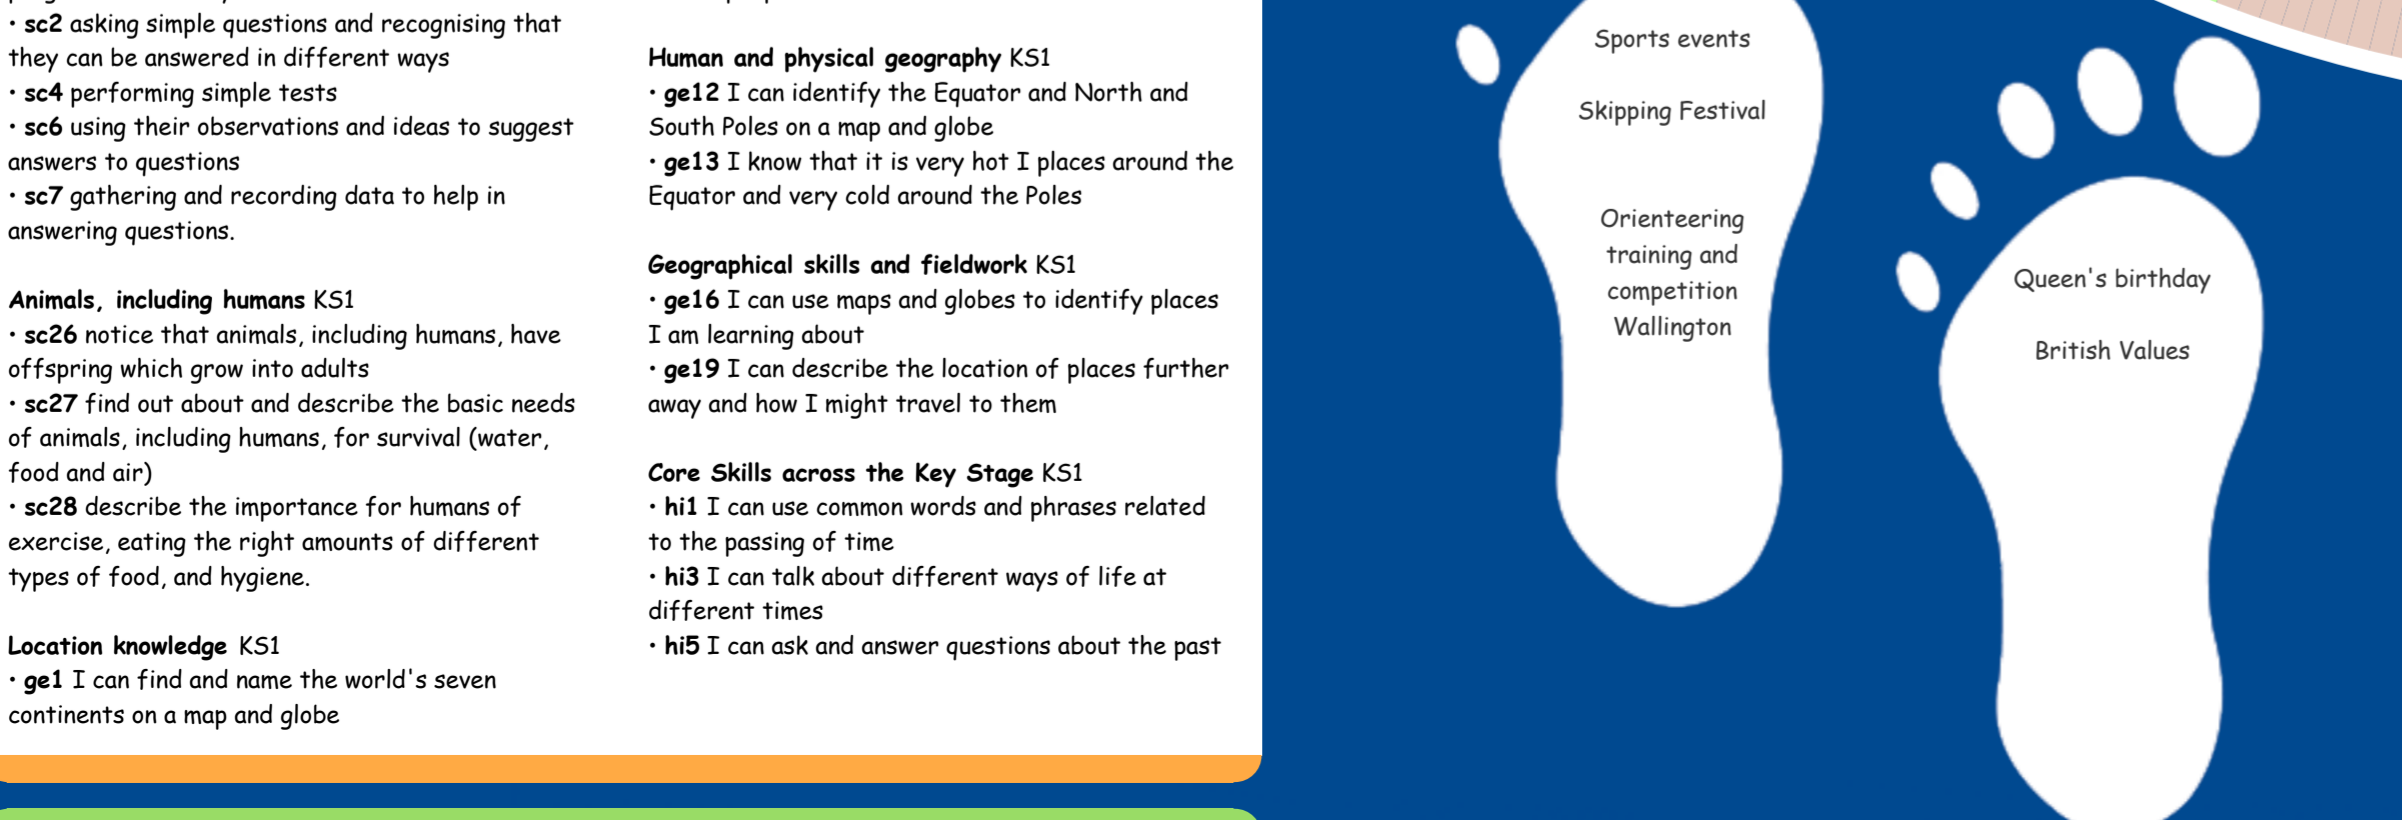 • sc2 asking simple questions and recognising that
they can be answered in different ways
• sc4 performing simple tests
• sc6 using their observations and ideas to suggest
answers to questions
• sc7 gathering and recording data to help in
answering questions.
Animals, including humans KS1
• sc26 notice that animals, including humans, have
offspring which grow into adults
• sc27 find out about and describe the basic needs
of animals, including humans, for survival (water,
food and air)
• sc28 describe the importance for humans of
exercise, eating the right amounts of different
types of food, and hygiene.
Location knowledge KS1
• ge1 I can find and name the world's seven
continents on a map and globe
Human and physical geography KS1
• ge12 I can identify the Equator and North and
South Poles on a map and globe
• ge13 I know that it is very hot I places around the
Equator and very cold around the Poles
Geographical skills and fieldwork KS1
• ge16 I can use maps and globes to identify places
I am learning about
• ge19 I can describe the location of places further
away and how I might travel to them
Core Skills across the Key Stage KS1
• hi1 I can use common words and phrases related
to the passing of time
• hi3 I can talk about different ways of life at
different times
• hi5 I can ask and answer questions about the past
Sports events
Skipping Festival
Orienteering
training and
competition
Wallington
Queen's birthday
British Values